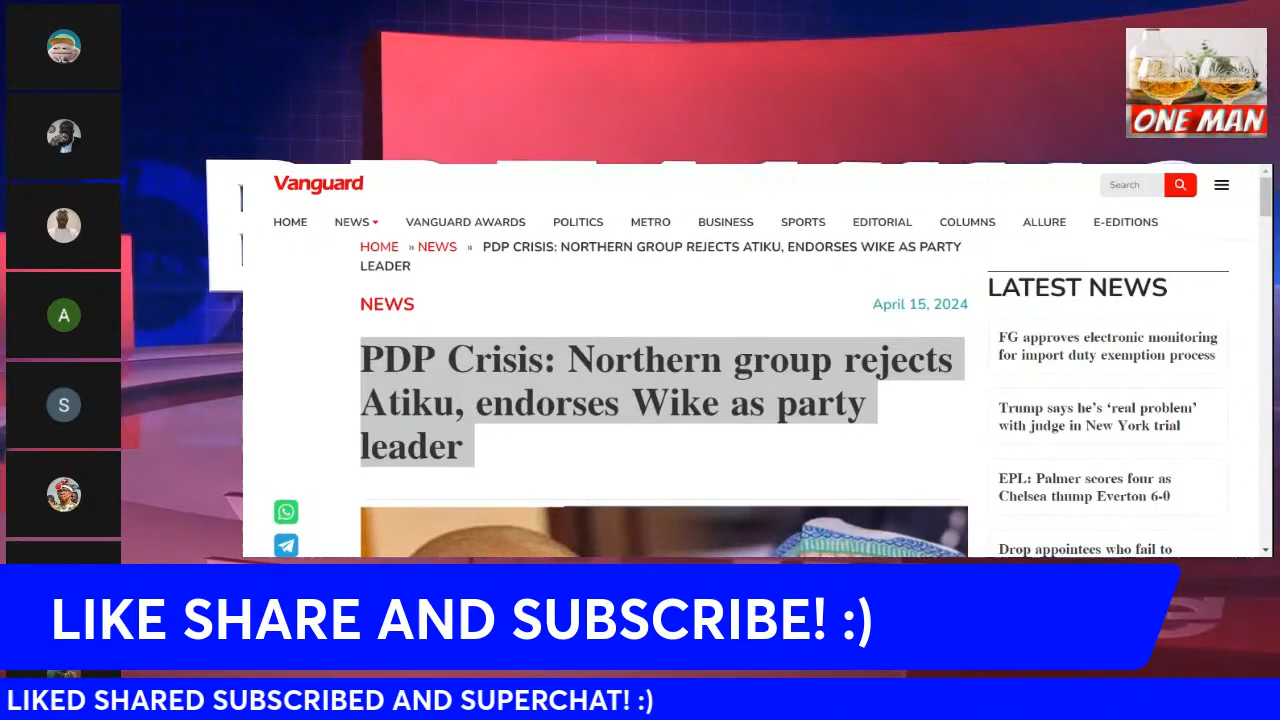 ONE MAN
Vanguard
Search
HOME NEWS VANGUARD AWARDS POLITICS METRO BUSINESS SPORTS EDITORIAL COLUMNS ALLURE E-EDITIONS
HOME » NEWS » PDP CRISIS: NORTHERN GROUP REJECTS ATIKU, ENDORSES WIKE AS PARTY
LEADER
NEWS
April 15, 2024
PDP Crisis: Northern group rejects
Atiku, endorses Wike as party
leader
LATEST NEWS
FG approves electronic monitoring
for import duty exemption process
Trump says he’s ‘real problem’
with judge in New York trial
EPL: Palmer scores four as
Chelsea thump Everton 6-0
Drop appointees who fail to
A
S
LIKE SHARE AND SUBSCRIBE! :)
LIKED SHARED SUBSCRIBED AND SUPERCHAT! :)